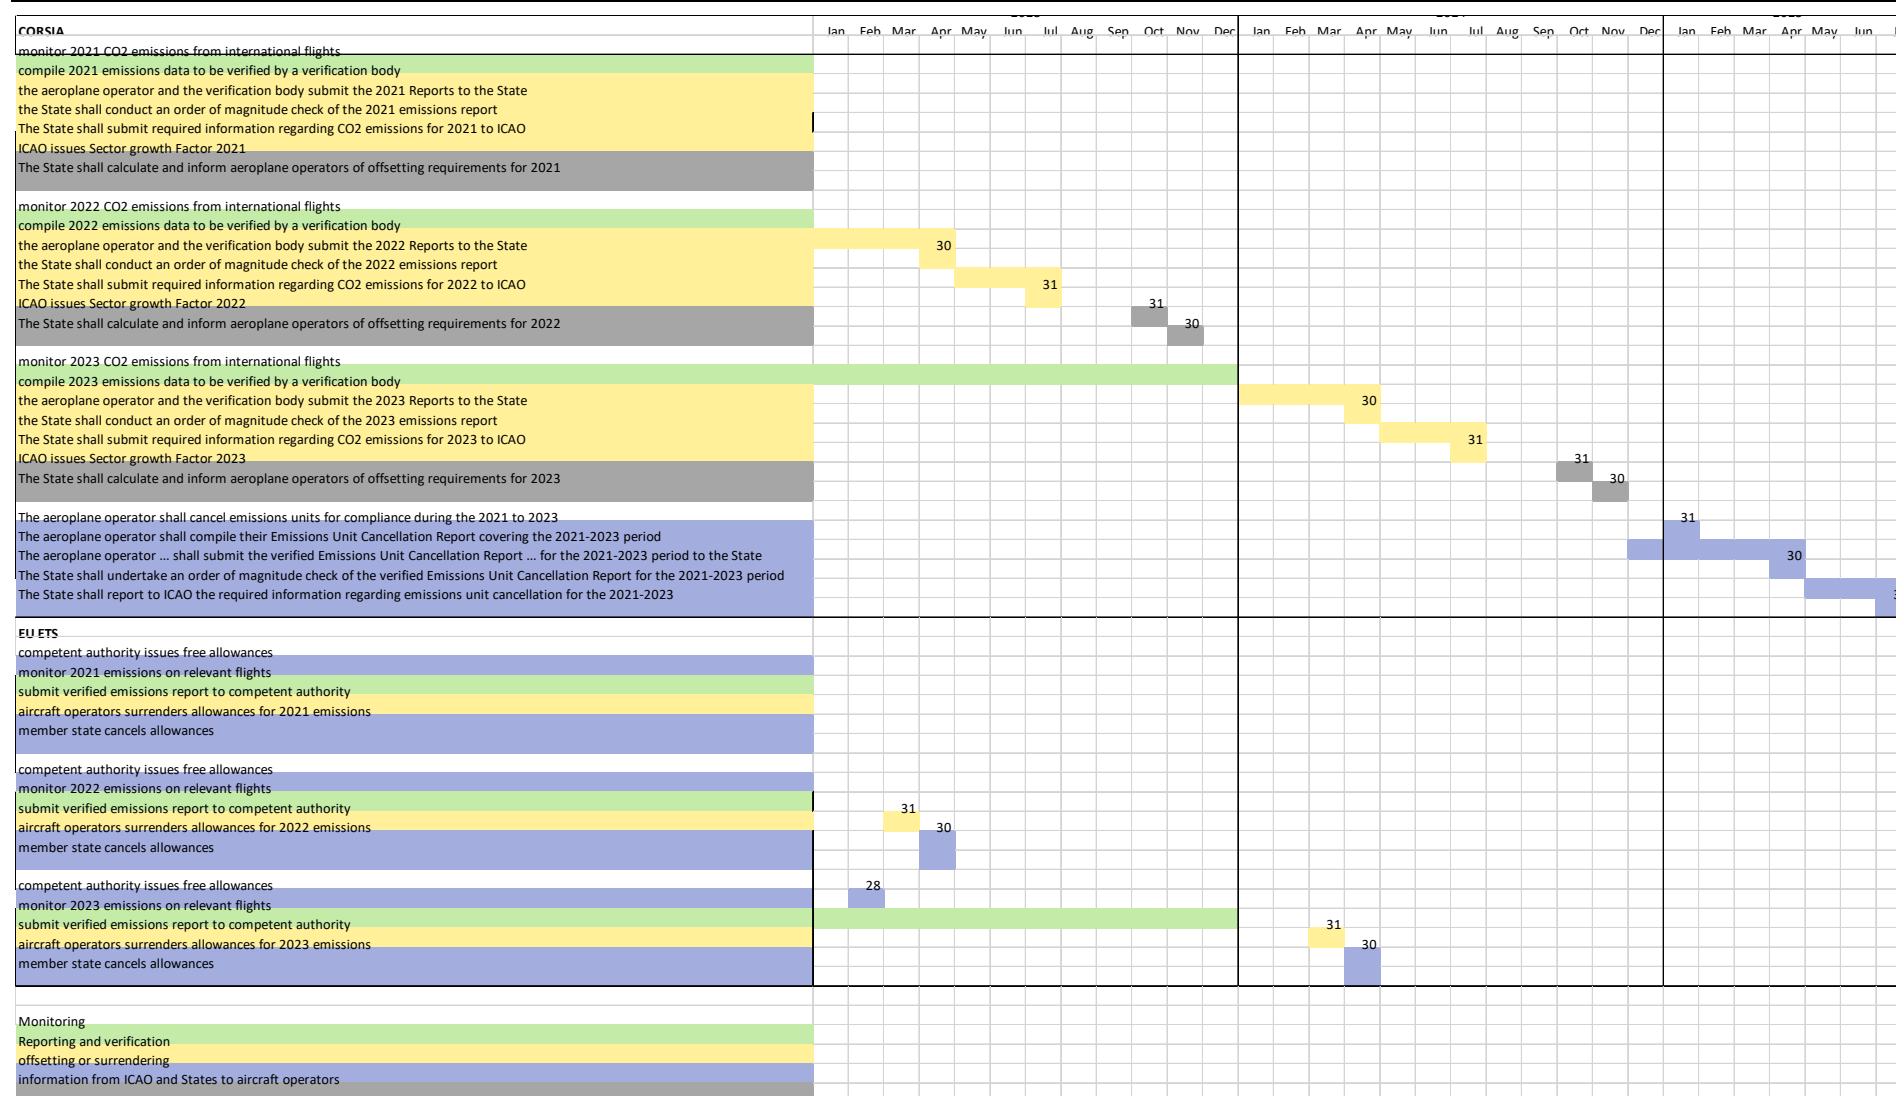 CORSIA Jan Feb Mar Apr May Jun Jul Aug Sep Oct Nov Dec Jan Feb Mar Apr May Jun Jul Aug Sep Oct Nov Dec Jan Feb Mar Apr May Jun
monitor 2021 CO2 emissions from international flights
compile 2021 emissions data to be verified by a verification body
the aeroplane operator and the verification body submit the 2021 Reports to the State
the State shall conduct an order of magnitude check of the 2021 emissions report
The State shall submit required information regarding CO2 emissions for 2021 to ICAO
ICAO issues Sector growth Factor 2021
The State shall calculate and inform aeroplane operators of offsetting requirements for 2021
monitor 2022 CO2 emissions from international flights
compile 2022 emissions data to be verified by a verification body
the aeroplane operator and the verification body submit the 2022 Reports to the State 30
the State shall conduct an order of magnitude check of the 2022 emissions report
The State shall submit required information regarding CO2 emissions for 2022 to ICAO 31
ICAO issues Sector growth Factor 2022 31
The State shall calculate and inform aeroplane operators of offsetting requirements for 2022 30
monitor 2023 CO2 emissions from international flights
compile 2023 emissions data to be verified by a verification body
the aeroplane operator and the verification body submit the 2023 Reports to the State 30
the State shall conduct an order of magnitude check of the 2023 emissions report
The State shall submit required information regarding CO2 emissions for 2023 to ICAO 31
ICAO issues Sector growth Factor 2023 31
The State shall calculate and inform aeroplane operators of offsetting requirements for 2023 30
The aeroplane operator shall cancel emissions units for compliance during the 2021 to 2023 31
The aeroplane operator shall compile their Emissions Unit Cancellation Report covering the 2021-2023 period
The aeroplane operator ... shall submit the verified Emissions Unit Cancellation Report ... for the 2021-2023 period to the State 30
The State shall undertake an order of magnitude check of the verified Emissions Unit Cancellation Report for the 2021-2023 period
The State shall report to ICAO the required information regarding emissions unit cancellation for the 2021-2023
EU ETS
competent authority issues free allowances
monitor 2021 emissions on relevant flights
submit verified emissions report to competent authority
aircraft operators surrenders allowances for 2021 emissions
member state cancels allowances
competent authority issues free allowances
monitor 2022 emissions on relevant flights
submit verified emissions report to competent authority 31
aircraft operators surrenders allowances for 2022 emissions 30
member state cancels allowances
competent authority issues free allowances 28
monitor 2023 emissions on relevant flights
submit verified emissions report to competent authority 31
aircraft operators surrenders allowances for 2023 emissions 30
member state cancels allowances
Monitoring
Reporting and verification
offsetting or surrendering
information from ICAO and States to aircraft operators